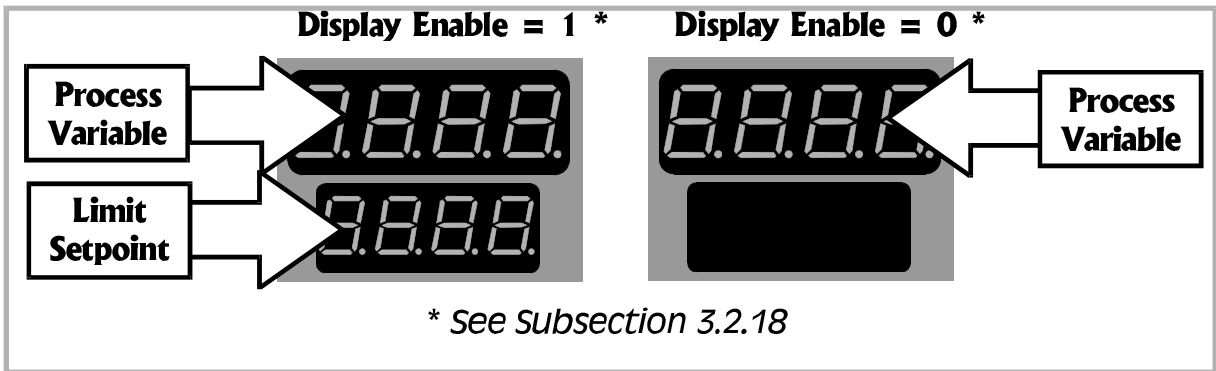 Display Enable = 1 *
Display Enable = 0 *
Process
Variable
Limit
Setpoint
Process
Variable
* See Subsection 3.2.18